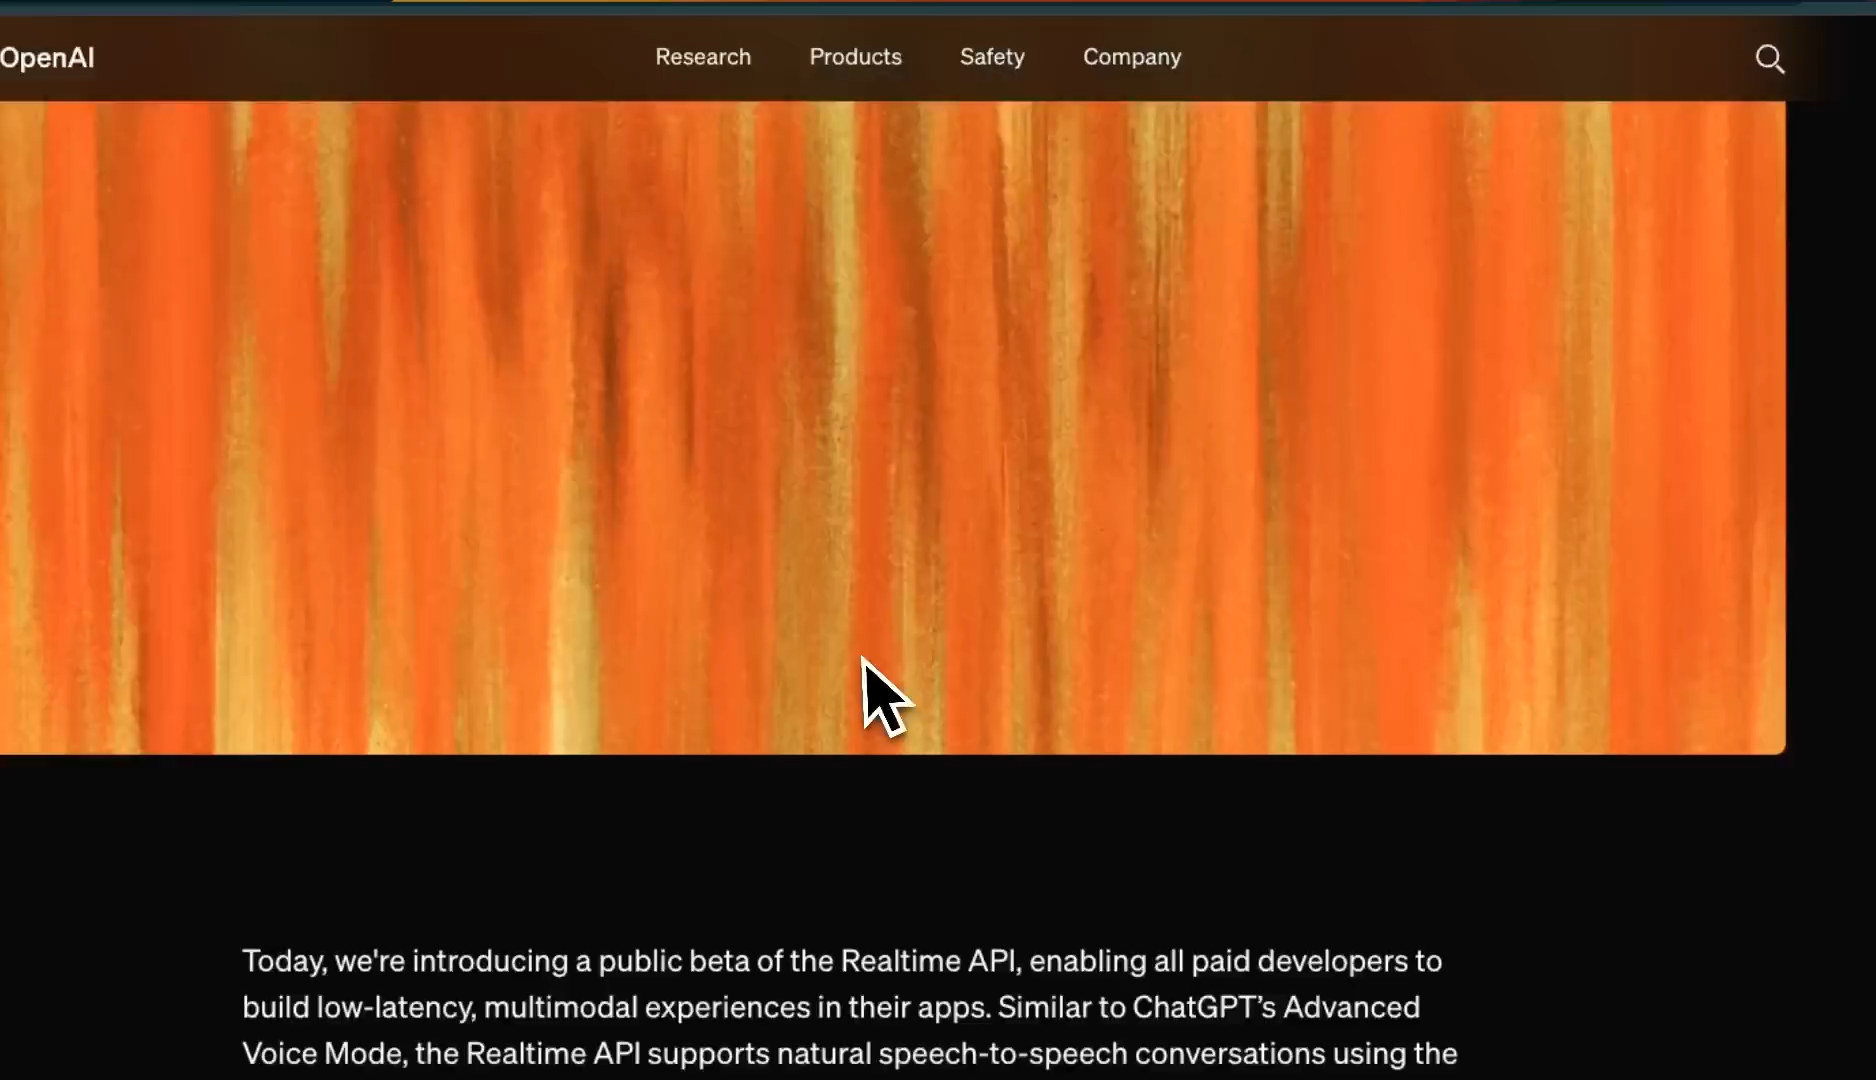 OpenAI
Research
Products
Safety
Company
Today, we're introducing a public beta of the Realtime API, enabling all paid developers to
build low-latency, multimodal experiences in their apps. Similar to ChatGPT’s Advanced
Voice Mode, the Realtime API supports natural speech-to-speech conversations using the